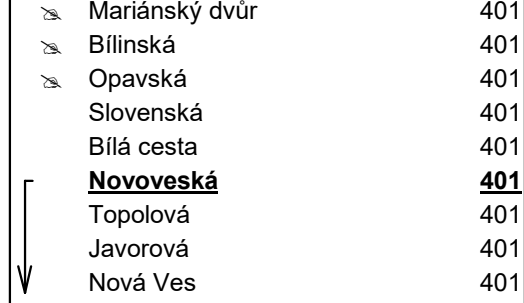 Mariánský dvůr 401
Bílinská 401
Opavská 401
Slovenská 401
Bílá cesta 401
Novoveská 401
Topolová 401
Javorová 401
Nová Ves 401